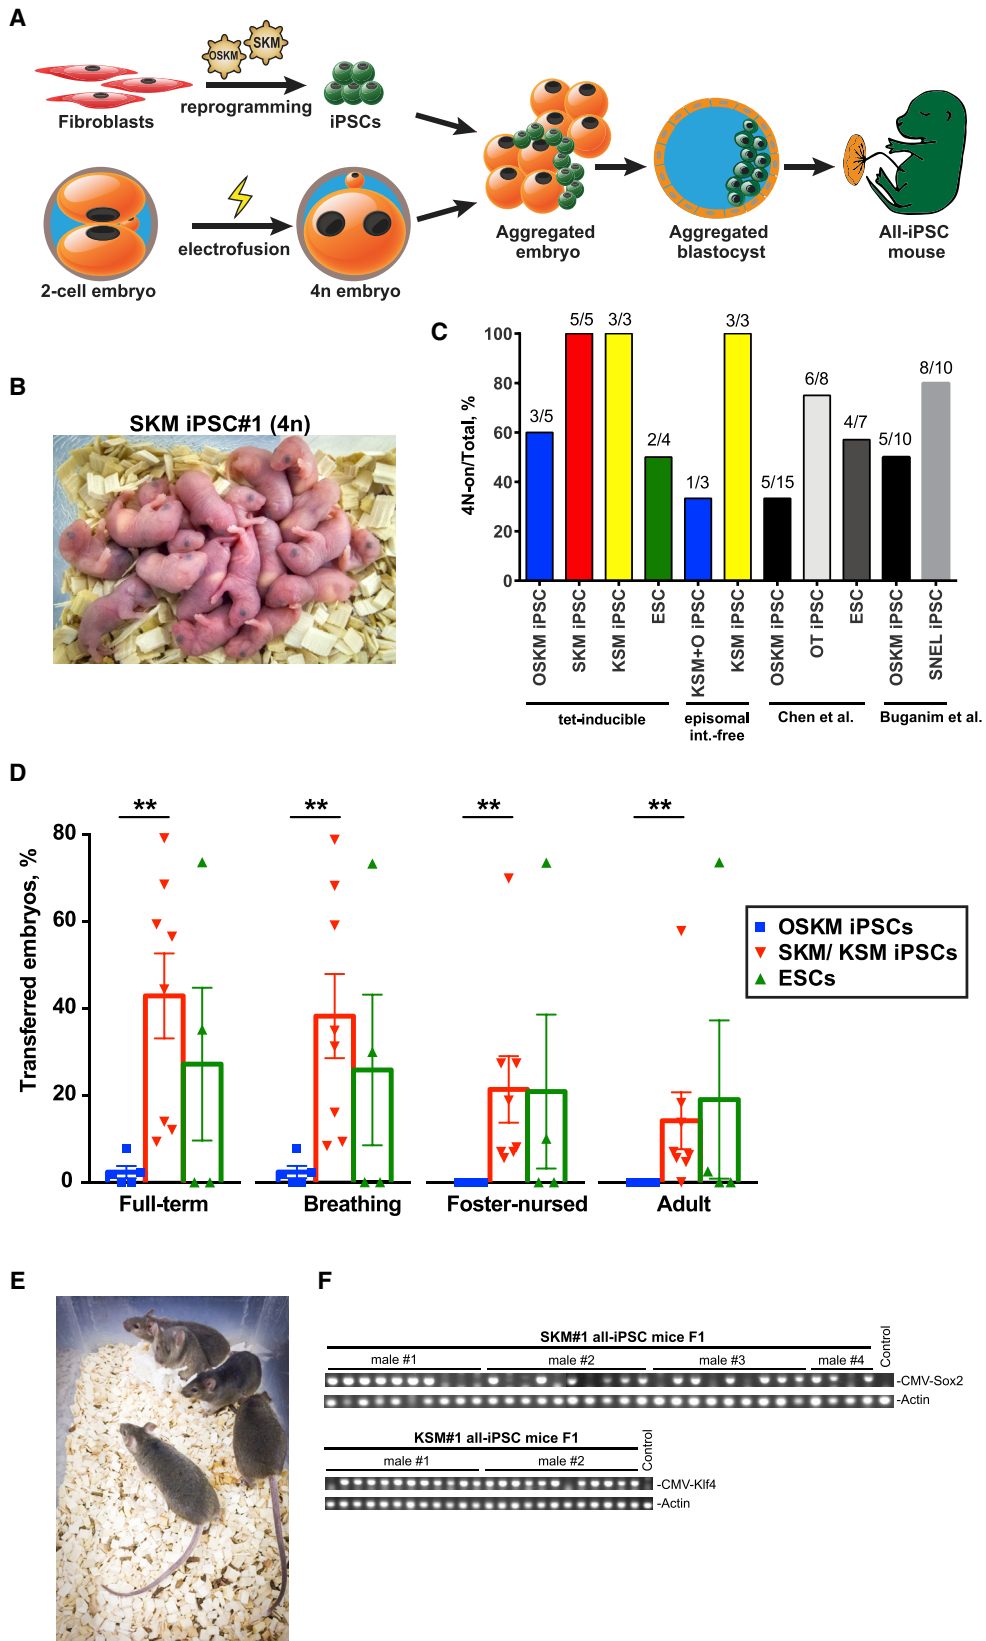 A
OSKM
SKM
reprogramming
Fibroblasts
iPSCs
electrofusion
2-cell embryo
4n embryo
Aggregated
embryo
Aggregated
blastocyst
All-iPSC
mouse
B
SKM iPSC#1 (4n)
C
4N-on/Total, %
100
80
60
40
20
0
3/5
5/5
3/3
2/4
1/3
3/3
5/15
6/8
4/7
5/10
8/10
OSKM iPSC
SKM iPSC
KSM iPSC
ESC
KSM+O iPSC
KSM iPSC
OSKM iPSC
OT iPSC
ESC
OSKM iPSC
SNEL iPSC
tet-inducible
episomal
int.-free
Chen et al.
Buganim et al.
D
Transferred embryos, %
80
60
40
20
0
**
**
**
**
Full-term
Breathing
Foster-nursed
Adult
OSKM iPSCs
SKM/ KSM iPSCs
ESCs
E
F
SKM#1 all-iPSC mice F1
male #1
male #2
male #3
male #4
Control
-CMV-Sox2
-Actin
KSM#1 all-iPSC mice F1
male #1
male #2
Control
-CMV-Klf4
-Actin